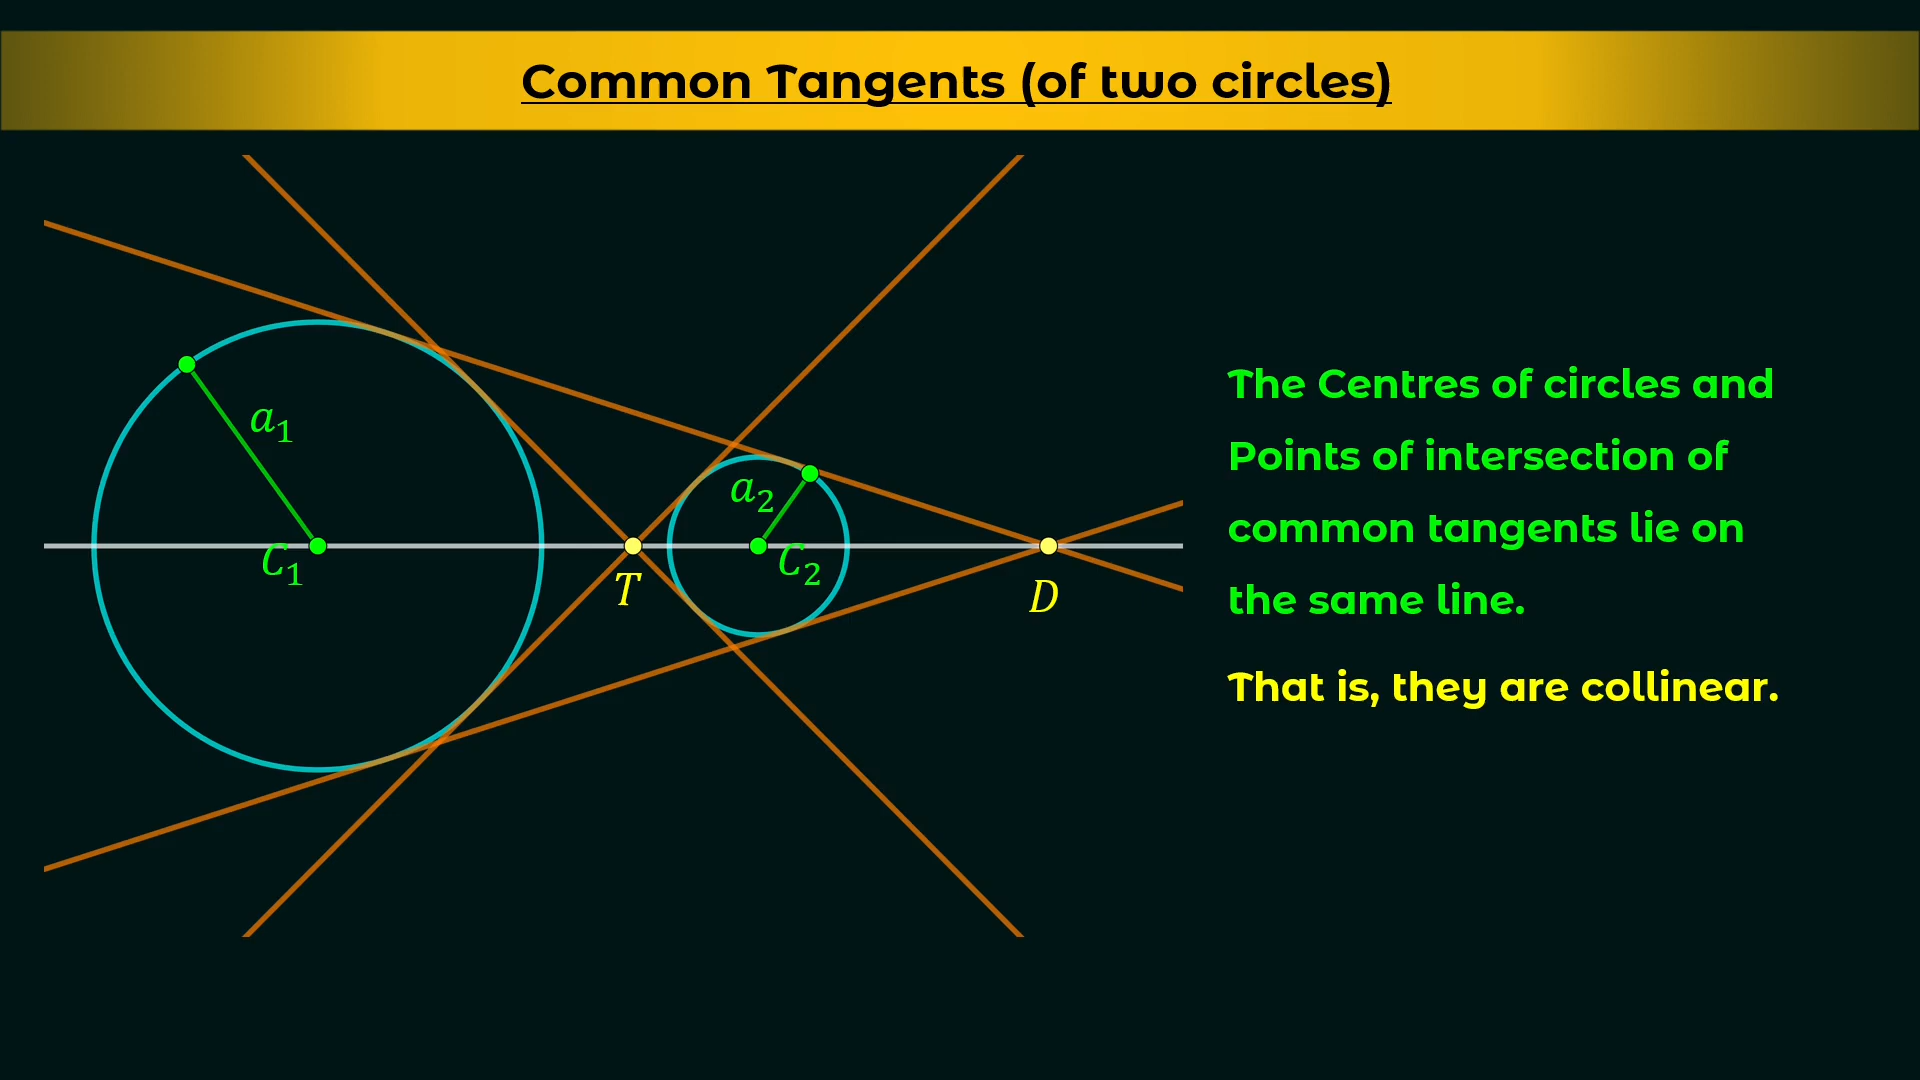 Common Tangents (of two circles)
a₁
a₂
C₁
T
C₂
D
The Centres of circles and
Points of intersection of
common tangents lie on
the same line.
That is, they are collinear.